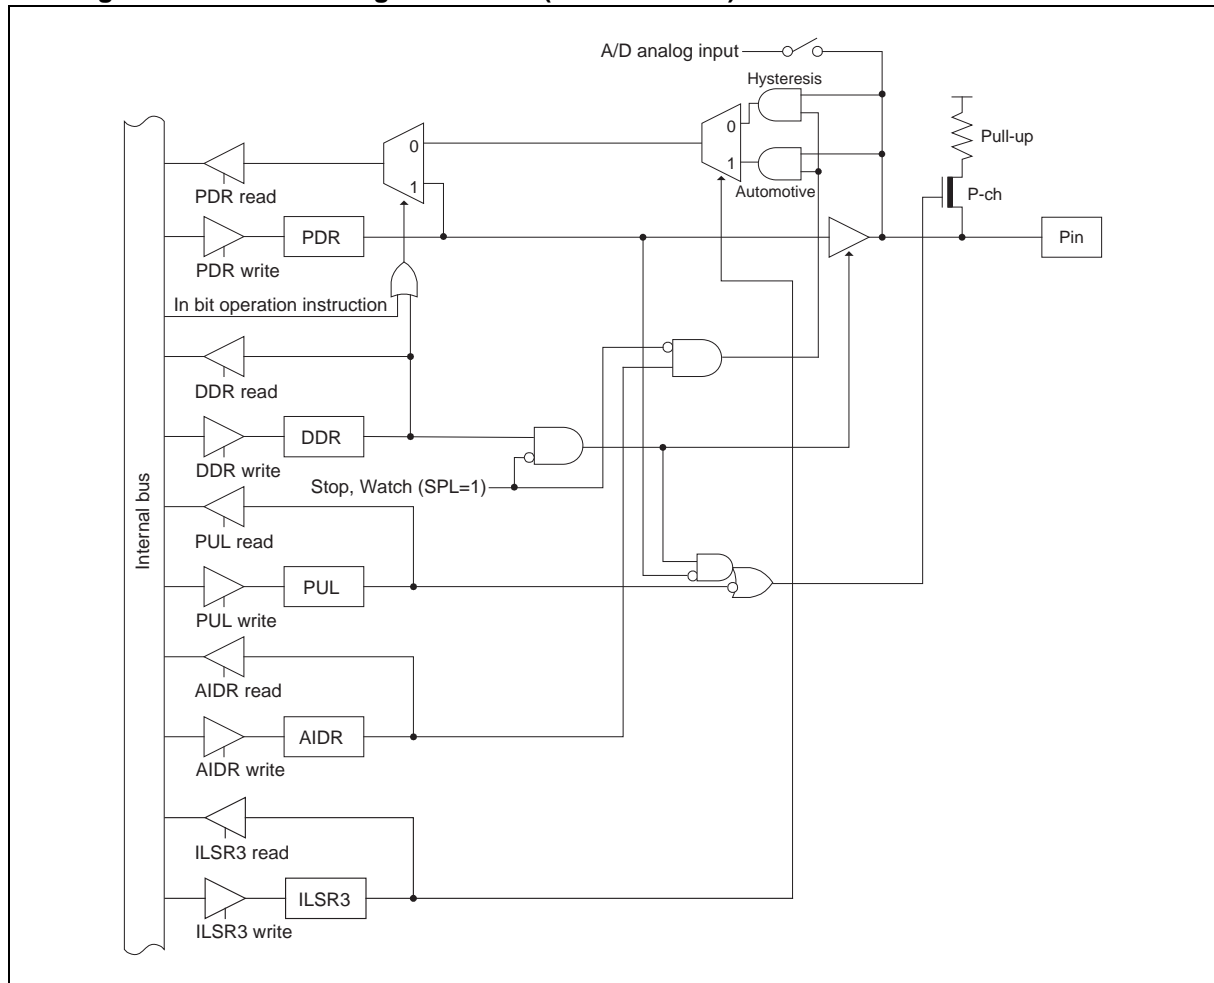 A/D analog input
Hysteresis
0
1
Automotive
Pull-up
P-ch
0
1
PDR read
PDR
PDR write
Pin
In bit operation instruction
DDR read
DDR
DDR write
Stop, Watch (SPL=1)
Internal bus
PUL read
PUL
PUL write
AIDR read
AIDR
AIDR write
ILSR3 read
ILSR3
ILSR3 write